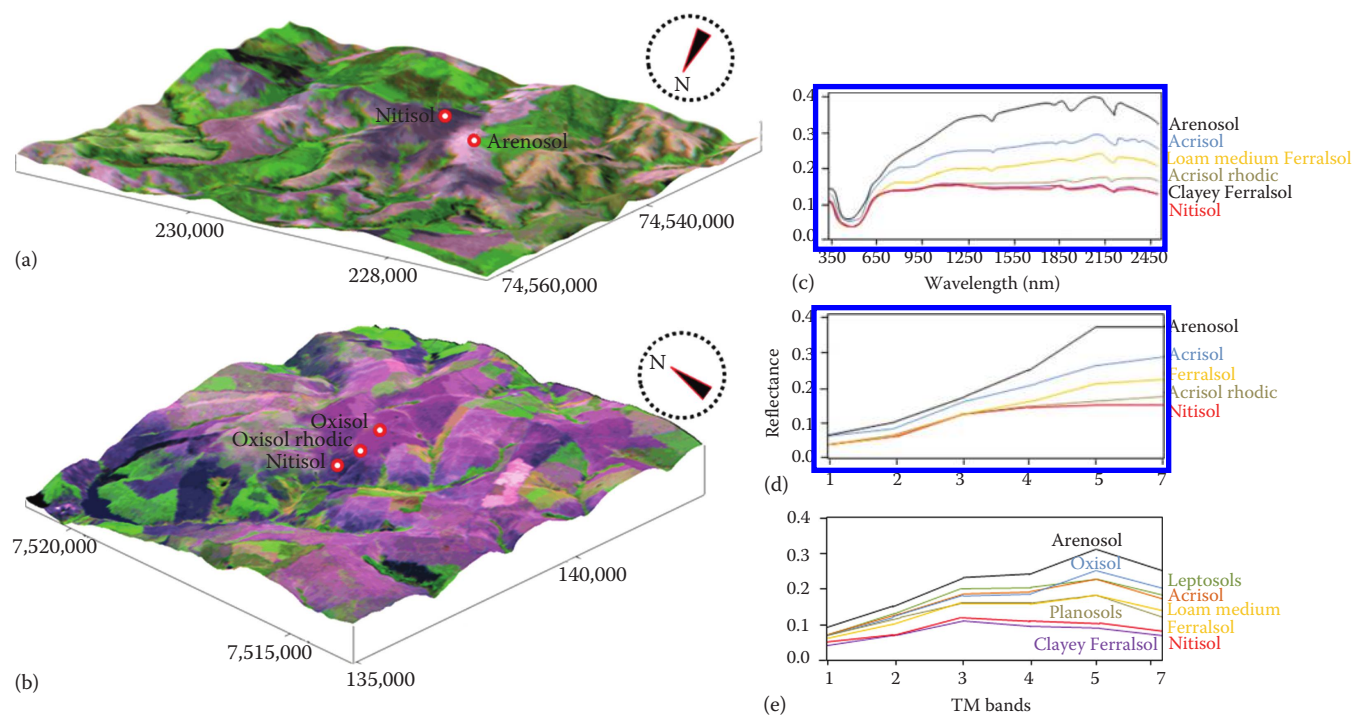 N
Nitisol
Arenosol
230,000
228,000
74,540,000
74,560,000
(a)
N
Oxisol
Oxisol rhodic
Nitisol
7,520,000
7,515,000
140,000
135,000
(b)
0.4
0.3
0.2
0.1
0.0
Arenosol
Acrisol
Loam medium Ferralsol
Acrisol rhodic
Clayey Ferralsol
Nitisol
350 650 950 1250 1550 1850 2150 2450
(c)
Wavelength (nm)
0.4
0.3
0.2
0.1
0.0
Reflectance
Arenosol
Acrisol
Ferralsol
Acrisol rhodic
Nitisol
1 2 3 4 5 7
(d)
0.4
0.3
0.2
0.1
0.0
Arenosol
Oxisol
Planosols
Clayey Ferralsol
Leptosols
Acrisol
Loam medium
Ferralsol
Nitisol
1 2 3 4 5 7
(e)
TM bands